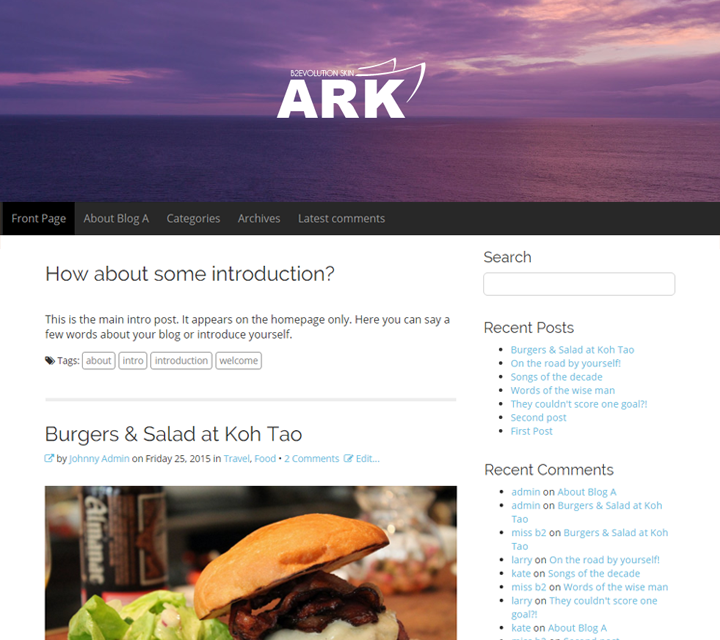 B2EVOLUTION SKIN
ARK
Front Page About Blog A Categories Archives Latest comments
How about some introduction?
This is the main intro post. It appears on the homepage only. Here you can say a
few words about your blog or introduce yourself.
Tags: about intro introduction welcome
Burgers & Salad at Koh Tao
by Johnny Admin on Friday 25, 2015 in Travel, Food • 2 Comments Edit...
Almanac
Search
Recent Posts
Burgers & Salad at Koh Tao
On the road by yourself!
Songs of the decade
Words of the wise man
They couldn't score one goal?!
Second post
First Post
Recent Comments
admin on About Blog A
admin on Burgers & Salad at Koh
Tao
miss b2 on Burgers & Salad at Koh
Tao
larry on On the road by yourself!
kate on Songs of the decade
miss b2 on Words of the wise man
larry on They couldn't score one
goal?!
kate on About Blog A
miss b2 on Second post